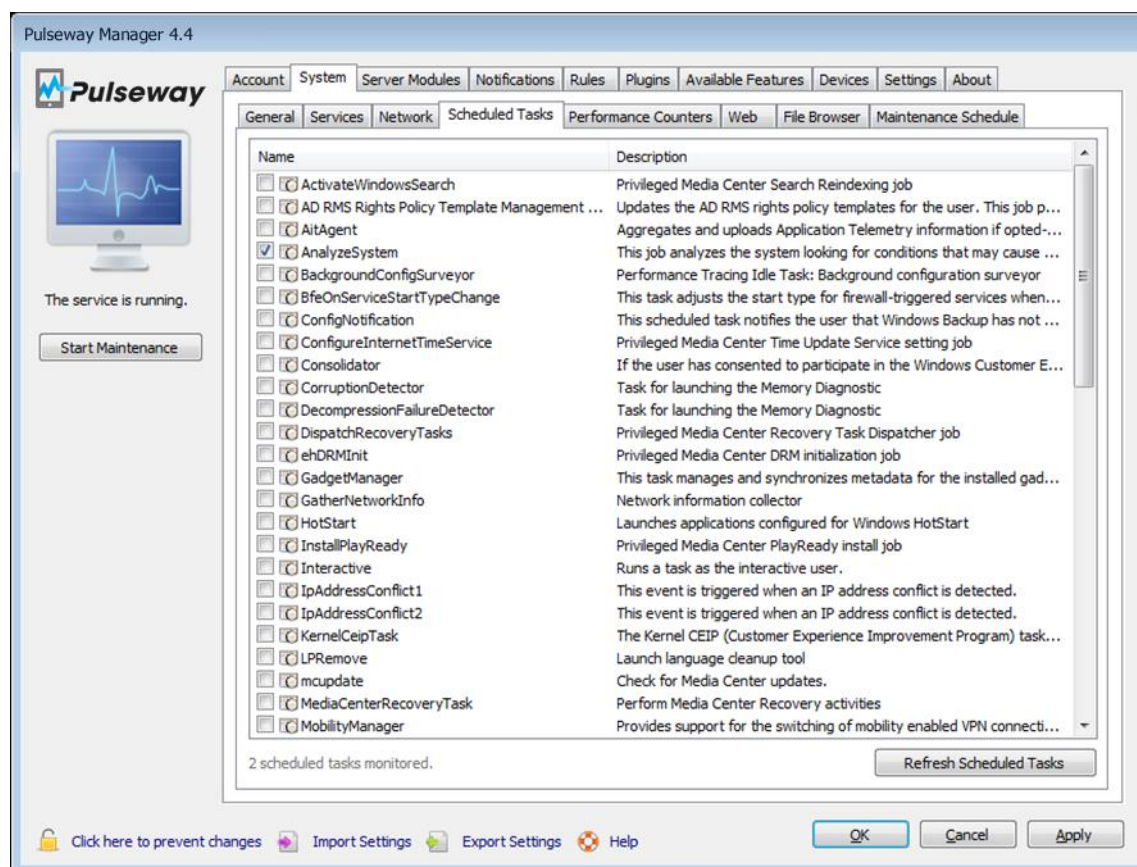 Pulseway Manager 4.4
Pulseway
The service is running.
Start Maintenance
Account System Server Modules Notifications Rules Plugins Available Features Devices Settings About
General Services Network Scheduled Tasks Performance Counters Web File Browser Maintenance Schedule
Name Description
ActivateWindowsSearch Privileged Media Center Search Reindexing job
AD RMS Rights Policy Template Management ... Updates the AD RMS rights policy templates for the user. This job p...
AitAgent Aggregates and uploads Application Telemetry information if opted-...
AnalyzeSystem This job analyzes the system looking for conditions that may cause ...
BackgroundConfigSurveyor Performance Tracing Idle Task: Background configuration surveyor
BfeOnServiceStartTypeChange This task adjusts the start type for firewall-triggered services when...
ConfigNotification This scheduled task notifies the user that Windows Backup has not ...
ConfigureInternetTimeService Privileged Media Center Time Update Service setting job
Consolidator If the user has consented to participate in the Windows Customer E...
CorruptionDetector Task for launching the Memory Diagnostic
DecompressionFailureDetector Task for launching the Memory Diagnostic
DispatchRecoveryTasks Privileged Media Center Recovery Task Dispatcher job
ehDRMInit Privileged Media Center DRM initialization job
GadgetManager This task manages and synchronizes metadata for the installed gad...
GatherNetworkInfo Network information collector
HotStart Launches applications configured for Windows HotStart
InstallPlayReady Privileged Media Center PlayReady install job
Interactive Runs a task as the interactive user.
IpAddressConflict1 This event is triggered when an IP address conflict is detected.
IpAddressConflict2 This event is triggered when an IP address conflict is detected.
KernelCeipTask The Kernel CEIP (Customer Experience Improvement Program) task...
LPRemove Launch language cleanup tool
mcupdate Check for Media Center updates.
MediaCenterRecoveryTask Perform Media Center Recovery activities
MobilityManager Provides support for the switching of mobility enabled VPN connecti...
2 scheduled tasks monitored. Refresh Scheduled Tasks
Click here to prevent changes Import Settings Export Settings Help OK Cancel Apply